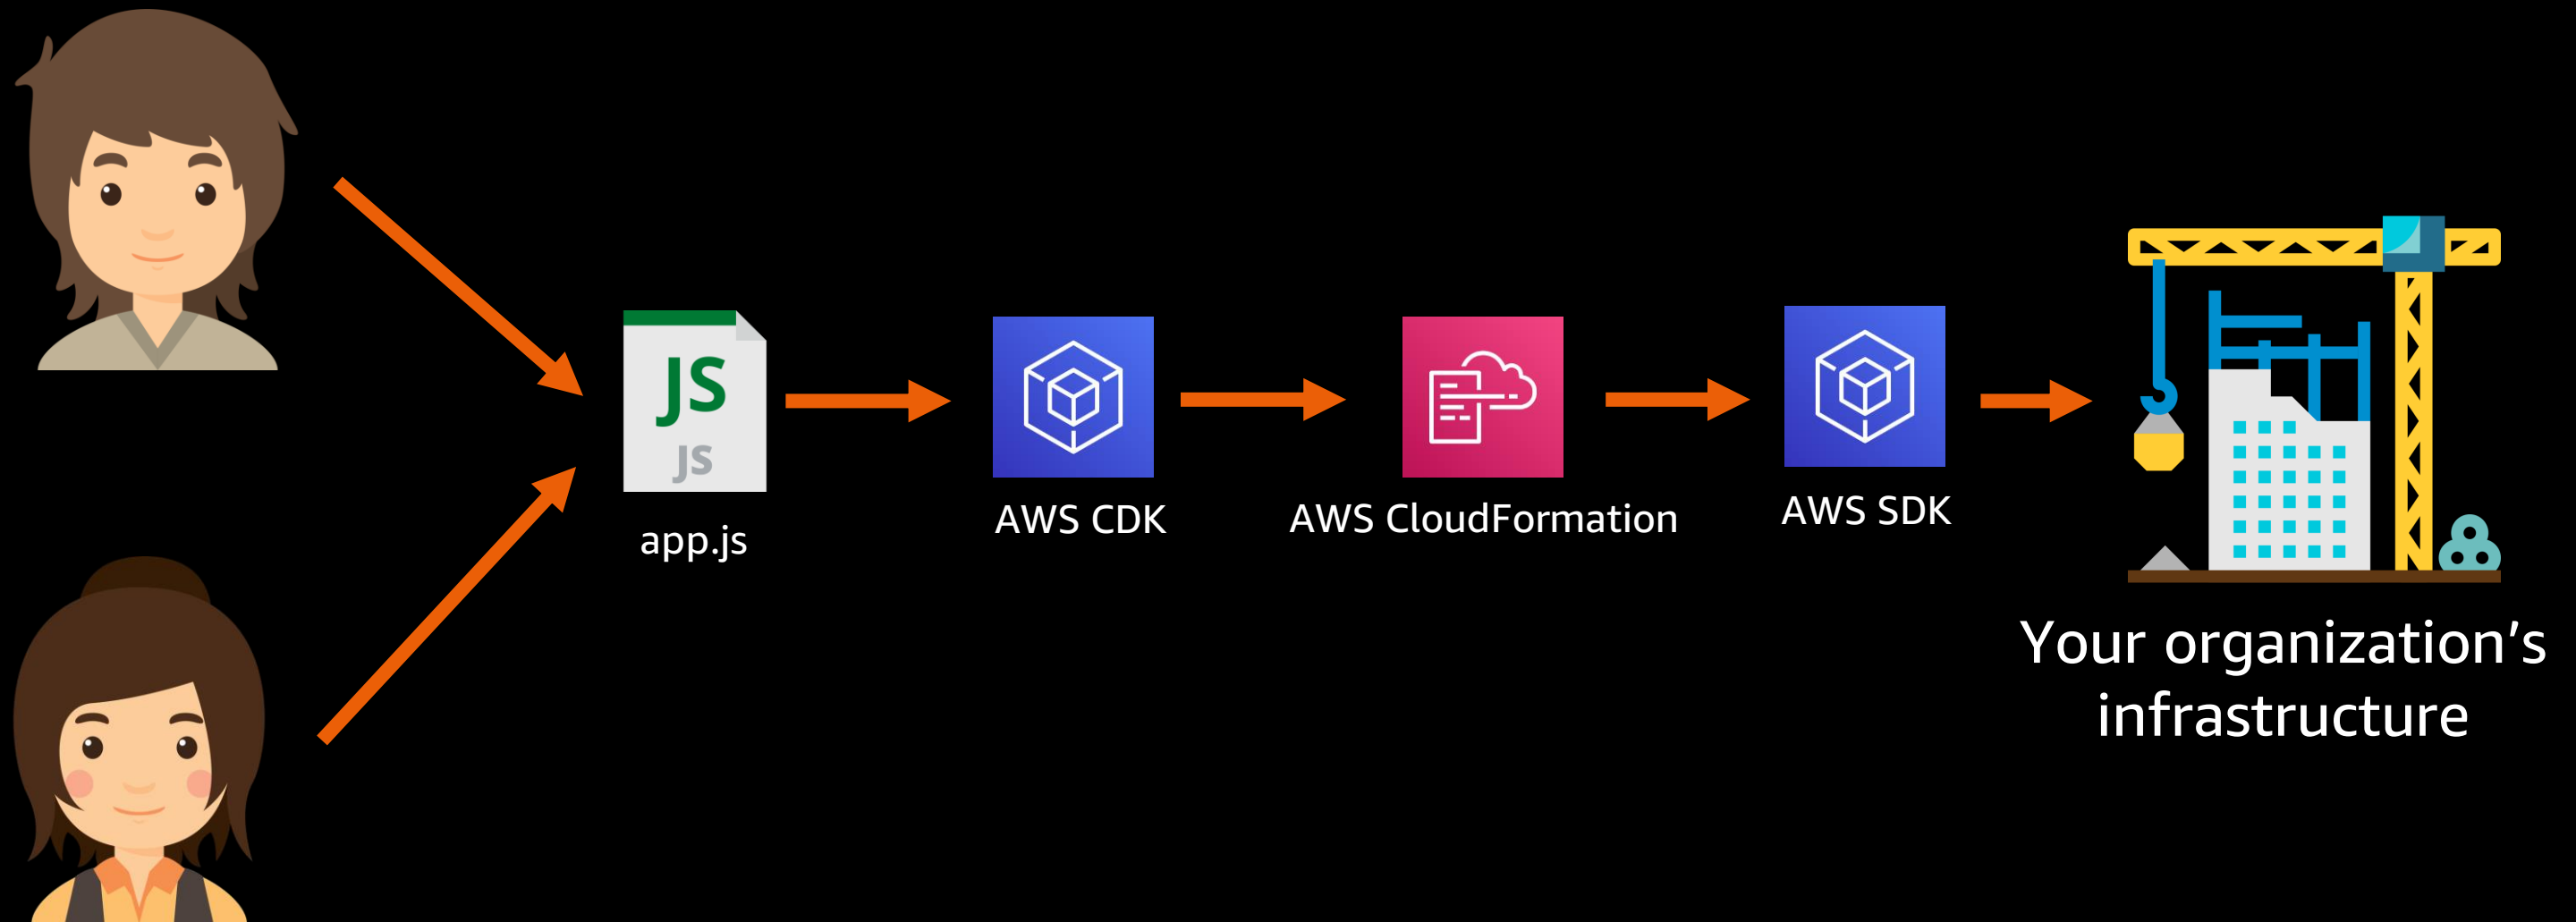 JS
JS
app.js
AWS CDK
AWS CloudFormation
AWS SDK
Your organization’s
infrastructure